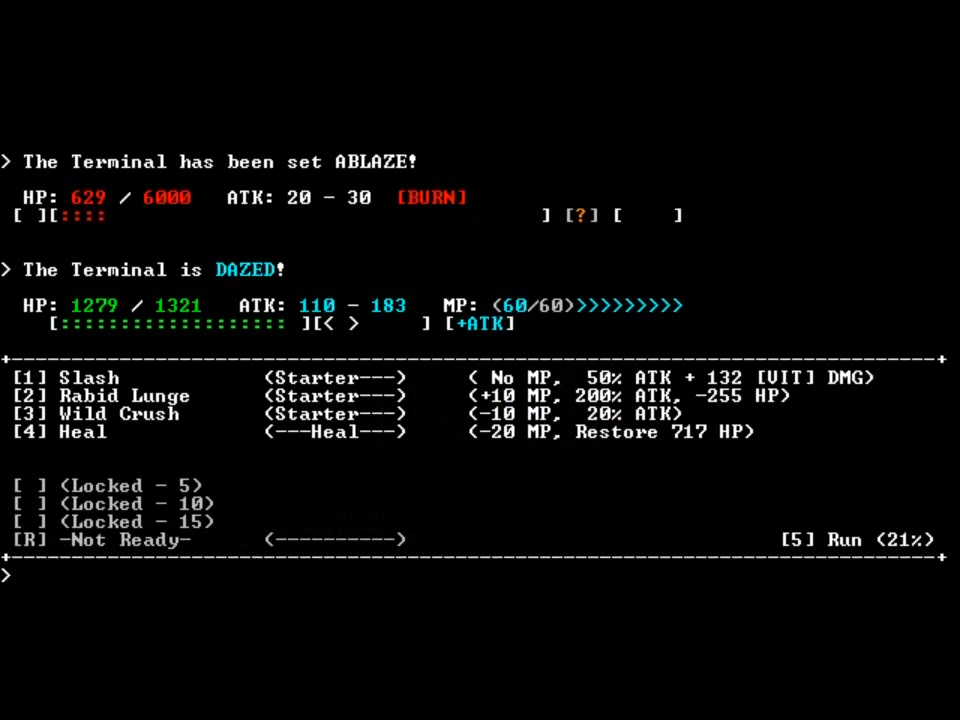 > The Terminal has been set ABLAZE!
HP: 629 / 6000   ATK: 20 - 30  [BURN]
[ ][::::                                     ] [?] [    ]
> The Terminal is DAZED!
HP: 1279 / 1321   ATK: 110 - 183   MP: (60/60)>>>>>>>>>
[::::::::::::::::::: ][< >     ] [+ATK]
+------------------------------------------------------------------------------+
[1] Slash            (Starter---)     ( No MP,  50% ATK + 132 [VIT] DMG)
[2] Rabid Lunge      (Starter---)     (+10 MP, 200% ATK, -255 HP)
[3] Wild Crush       (Starter---)     (-10 MP,  20% ATK)
[4] Heal             (---Heal---)     (-20 MP, Restore 717 HP)
[ ] (Locked - 5)
[ ] (Locked - 10)
[ ] (Locked - 15)
[R] -Not Ready-      (----------)                               [5] Run (21%)
+------------------------------------------------------------------------------+
>